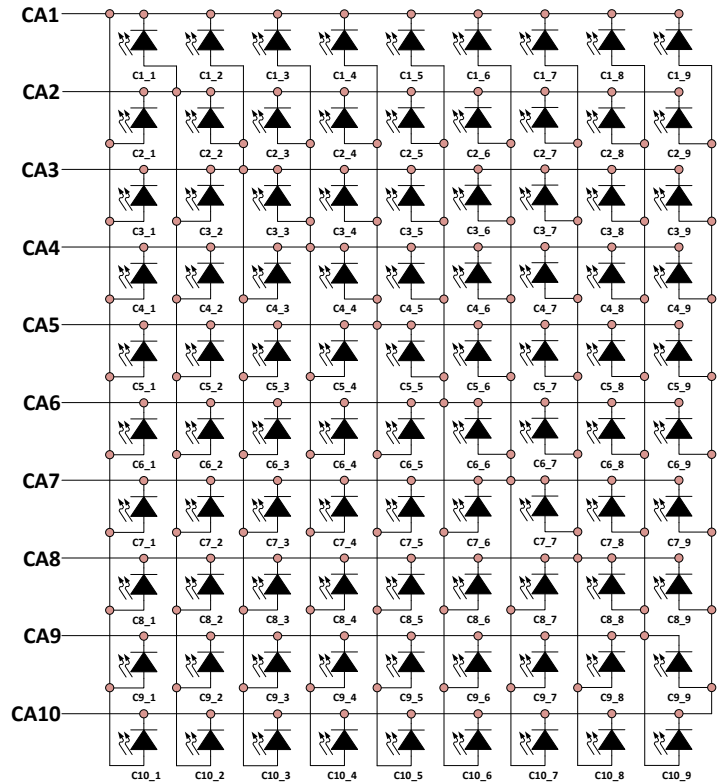 CA1
C1_1 C1_2 C1_3 C1_4 C1_5 C1_6 C1_7 C1_8 C1_9
CA2
C2_1 C2_2 C2_3 C2_4 C2_5 C2_6 C2_7 C2_8 C2_9
CA3
C3_1 C3_2 C3_3 C3_4 C3_5 C3_6 C3_7 C3_8 C3_9
CA4
C4_1 C4_2 C4_3 C4_4 C4_5 C4_6 C4_7 C4_8 C4_9
CA5
C5_1 C5_2 C5_3 C5_4 C5_5 C5_6 C5_7 C5_8 C5_9
CA6
C6_1 C6_2 C6_3 C6_4 C6_5 C6_6 C6_7 C6_8 C6_9
CA7
C7_1 C7_2 C7_3 C7_4 C7_5 C7_6 C7_7 C7_8 C7_9
CA8
C8_1 C8_2 C8_3 C8_4 C8_5 C8_6 C8_7 C8_8 C8_9
CA9
C9_1 C9_2 C9_3 C9_4 C9_5 C9_6 C9_7 C9_8 C9_9
CA10
C10_1 C10_2 C10_3 C10_4 C10_5 C10_6 C10_7 C10_8 C10_9